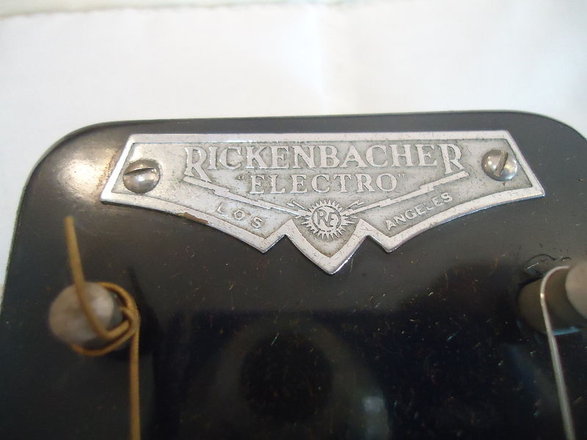 RICKENBACHER
"ELECTRO"
LOS ANGELES
RE